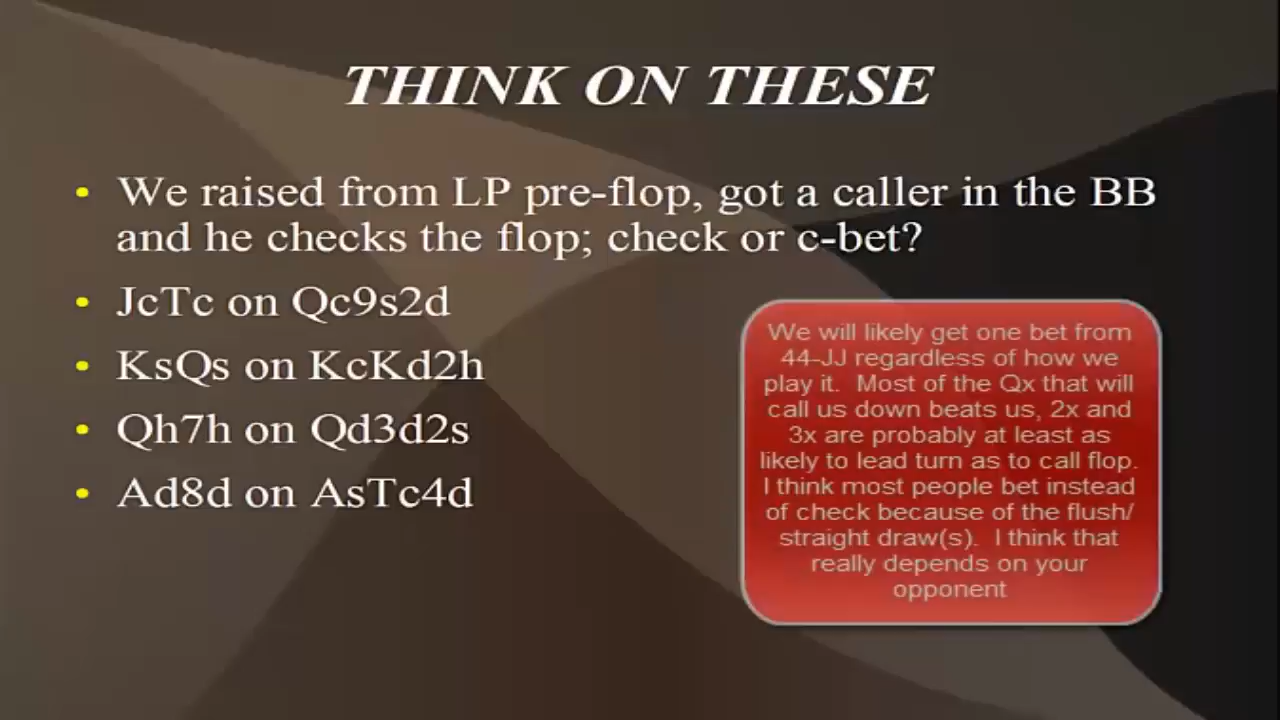 THINK ON THESE
• We raised from LP pre-flop, got a caller in the BB
and he checks the flop; check or c-bet?
• JcTc on Qc9s2d
• KsQs on KcKd2h
• Qh7h on Qd3d2s
• Ad8d on AsTc4d
We will likely get one bet from
44-JJ regardless of how we
play it.  Most of the Qx that will
call us down beats us, 2x and
3x are probably at least as
likely to lead turn as to call flop.
I think most people bet instead
of check because of the flush/
straight draw(s).  I think that
really depends on your
opponent